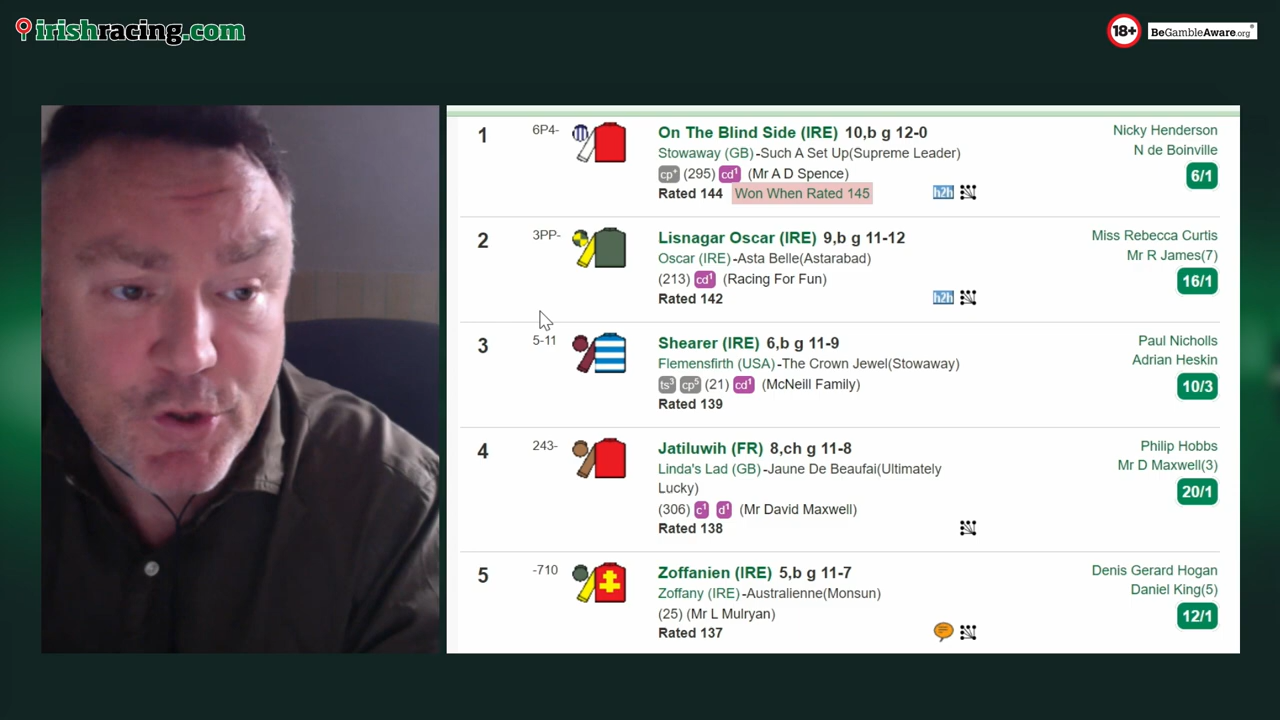 irishracing.com
18+
BeGambleAware.org®
1
6P4-
On The Blind Side (IRE) 10,b g 12-0
Stowaway (GB)-Such A Set Up(Supreme Leader)
cp* (295) cd1 (Mr A D Spence)
Rated 144 Won When Rated 145
h2h
Nicky Henderson
N de Boinville
6/1
2
3PP-
Lisnagar Oscar (IRE) 9,b g 11-12
Oscar (IRE)-Asta Belle(Astarabad)
(213) cd1 (Racing For Fun)
Rated 142
h2h
Miss Rebecca Curtis
Mr R James(7)
16/1
3
5-11
Shearer (IRE) 6,b g 11-9
Flemensfirth (USA)-The Crown Jewel(Stowaway)
ts3 cp5 (21) cd1 (McNeill Family)
Rated 139
Paul Nicholls
Adrian Heskin
10/3
4
243-
Jatiluwih (FR) 8,ch g 11-8
Linda's Lad (GB)-Jaune De Beaufai(Ultimately
Lucky)
(306) c1 d1 (Mr David Maxwell)
Rated 138
Philip Hobbs
Mr D Maxwell(3)
20/1
5
-710
Zoffanien (IRE) 5,b g 11-7
Zoffany (IRE)-Australienne(Monsun)
(25) (Mr L Mulryan)
Rated 137
Denis Gerard Hogan
Daniel King(5)
12/1